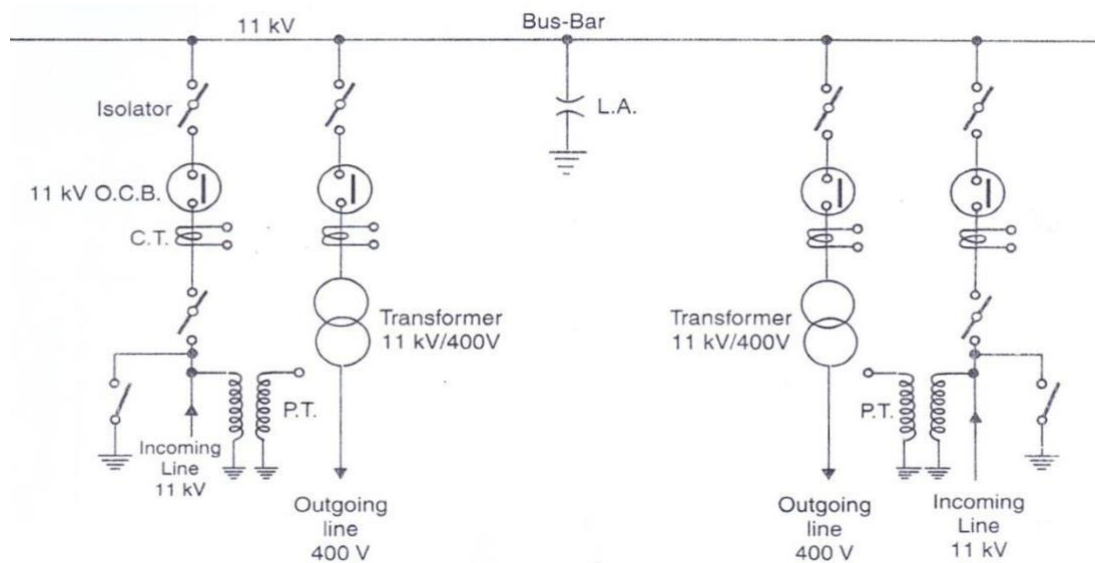 11 kV
Bus-Bar
Isolator
L.A.
11 kV O.C.B.
C.T.
Transformer
11 kV/400V
Transformer
11 kV/400V
P.T.
P.T.
Incoming
Line
11 kV
Outgoing
line
400 V
Outgoing
line
400 V
Incoming
Line
11 kV